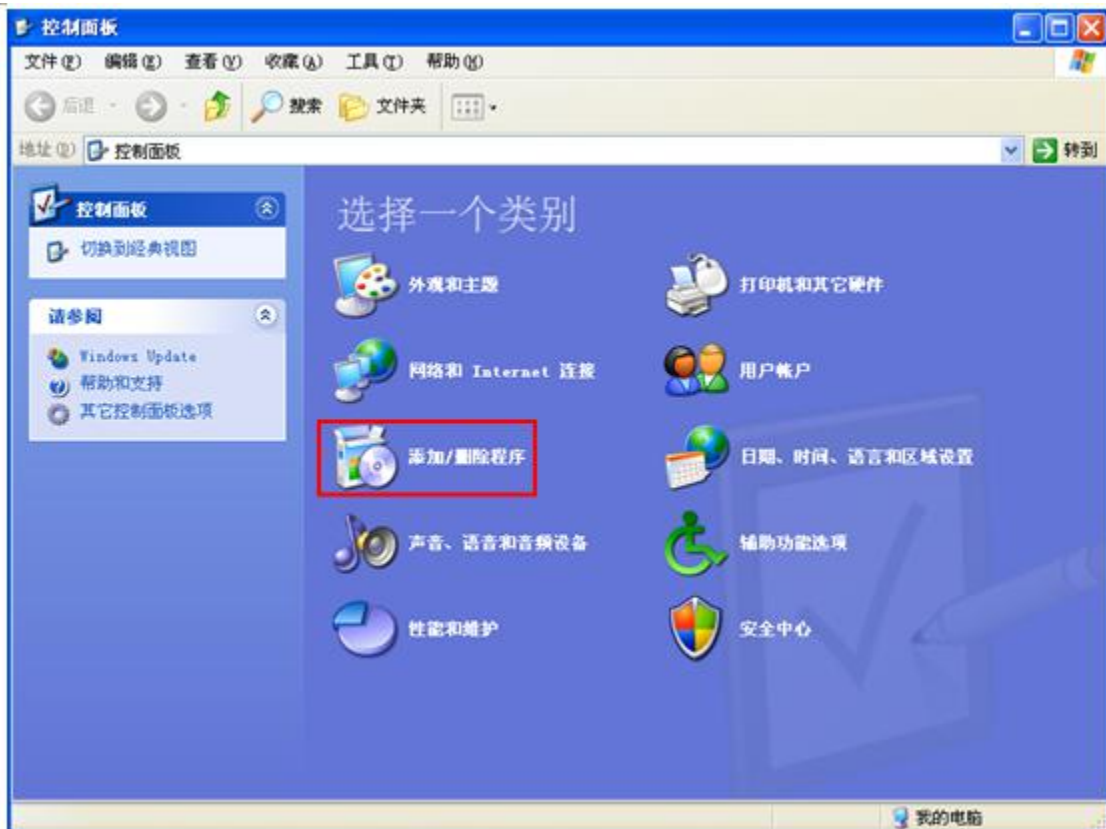 控制面板
文件(F) 编辑(E) 查看(V) 收藏(A) 工具(T) 帮助(H)
后退 搜索 文件夹
地址(D) 控制面板 转到
控制面板
切换到经典视图
请参阅
Windows Update
帮助和支持
其它控制面板选项
选择一个类别
外观和主题 打印机和其它硬件
网络和 Internet 连接 用户帐户
添加/删除程序 日期、时间、语言和区域设置
声音、语音和音频设备 辅助功能选项
性能和维护 安全中心
我的电脑